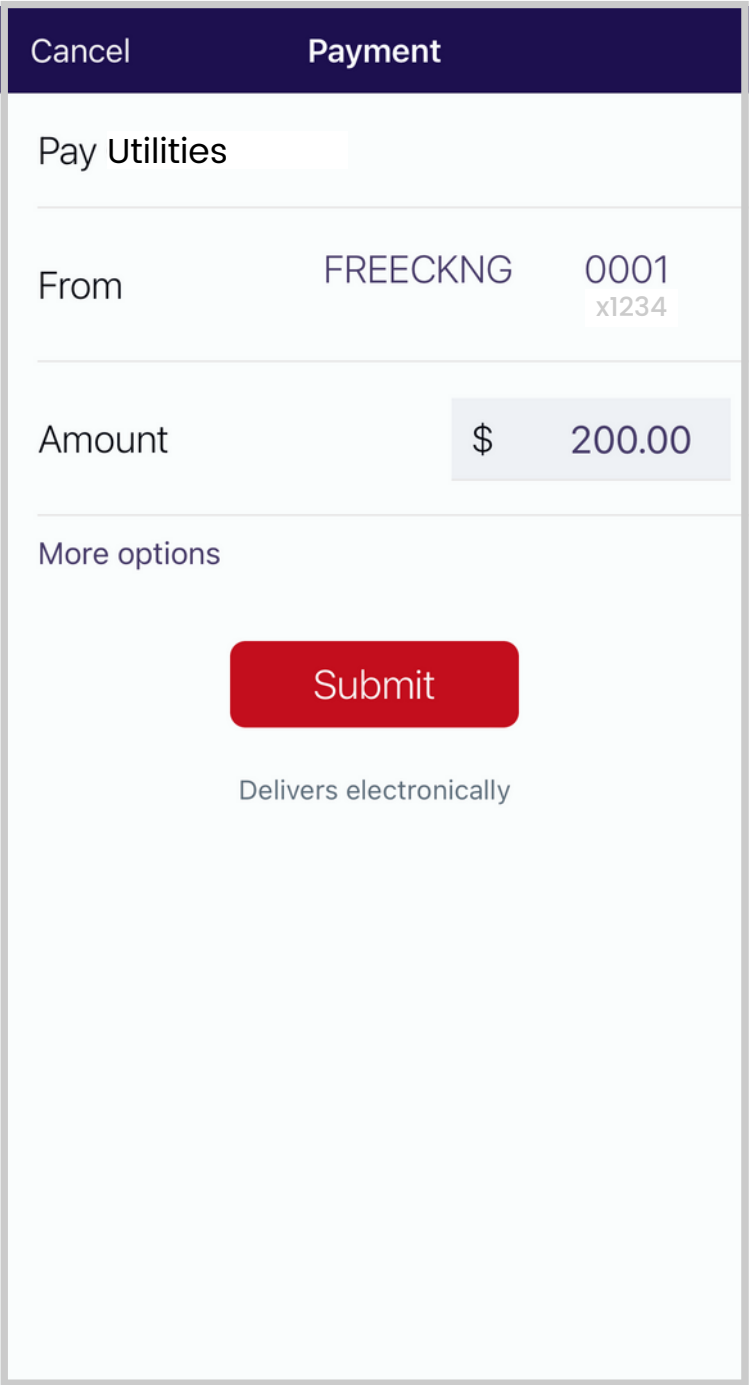 Cancel Payment
Pay Utilities
From FREECKNG 0001
x1234
Amount $ 200.00
More options
Submit
Delivers electronically